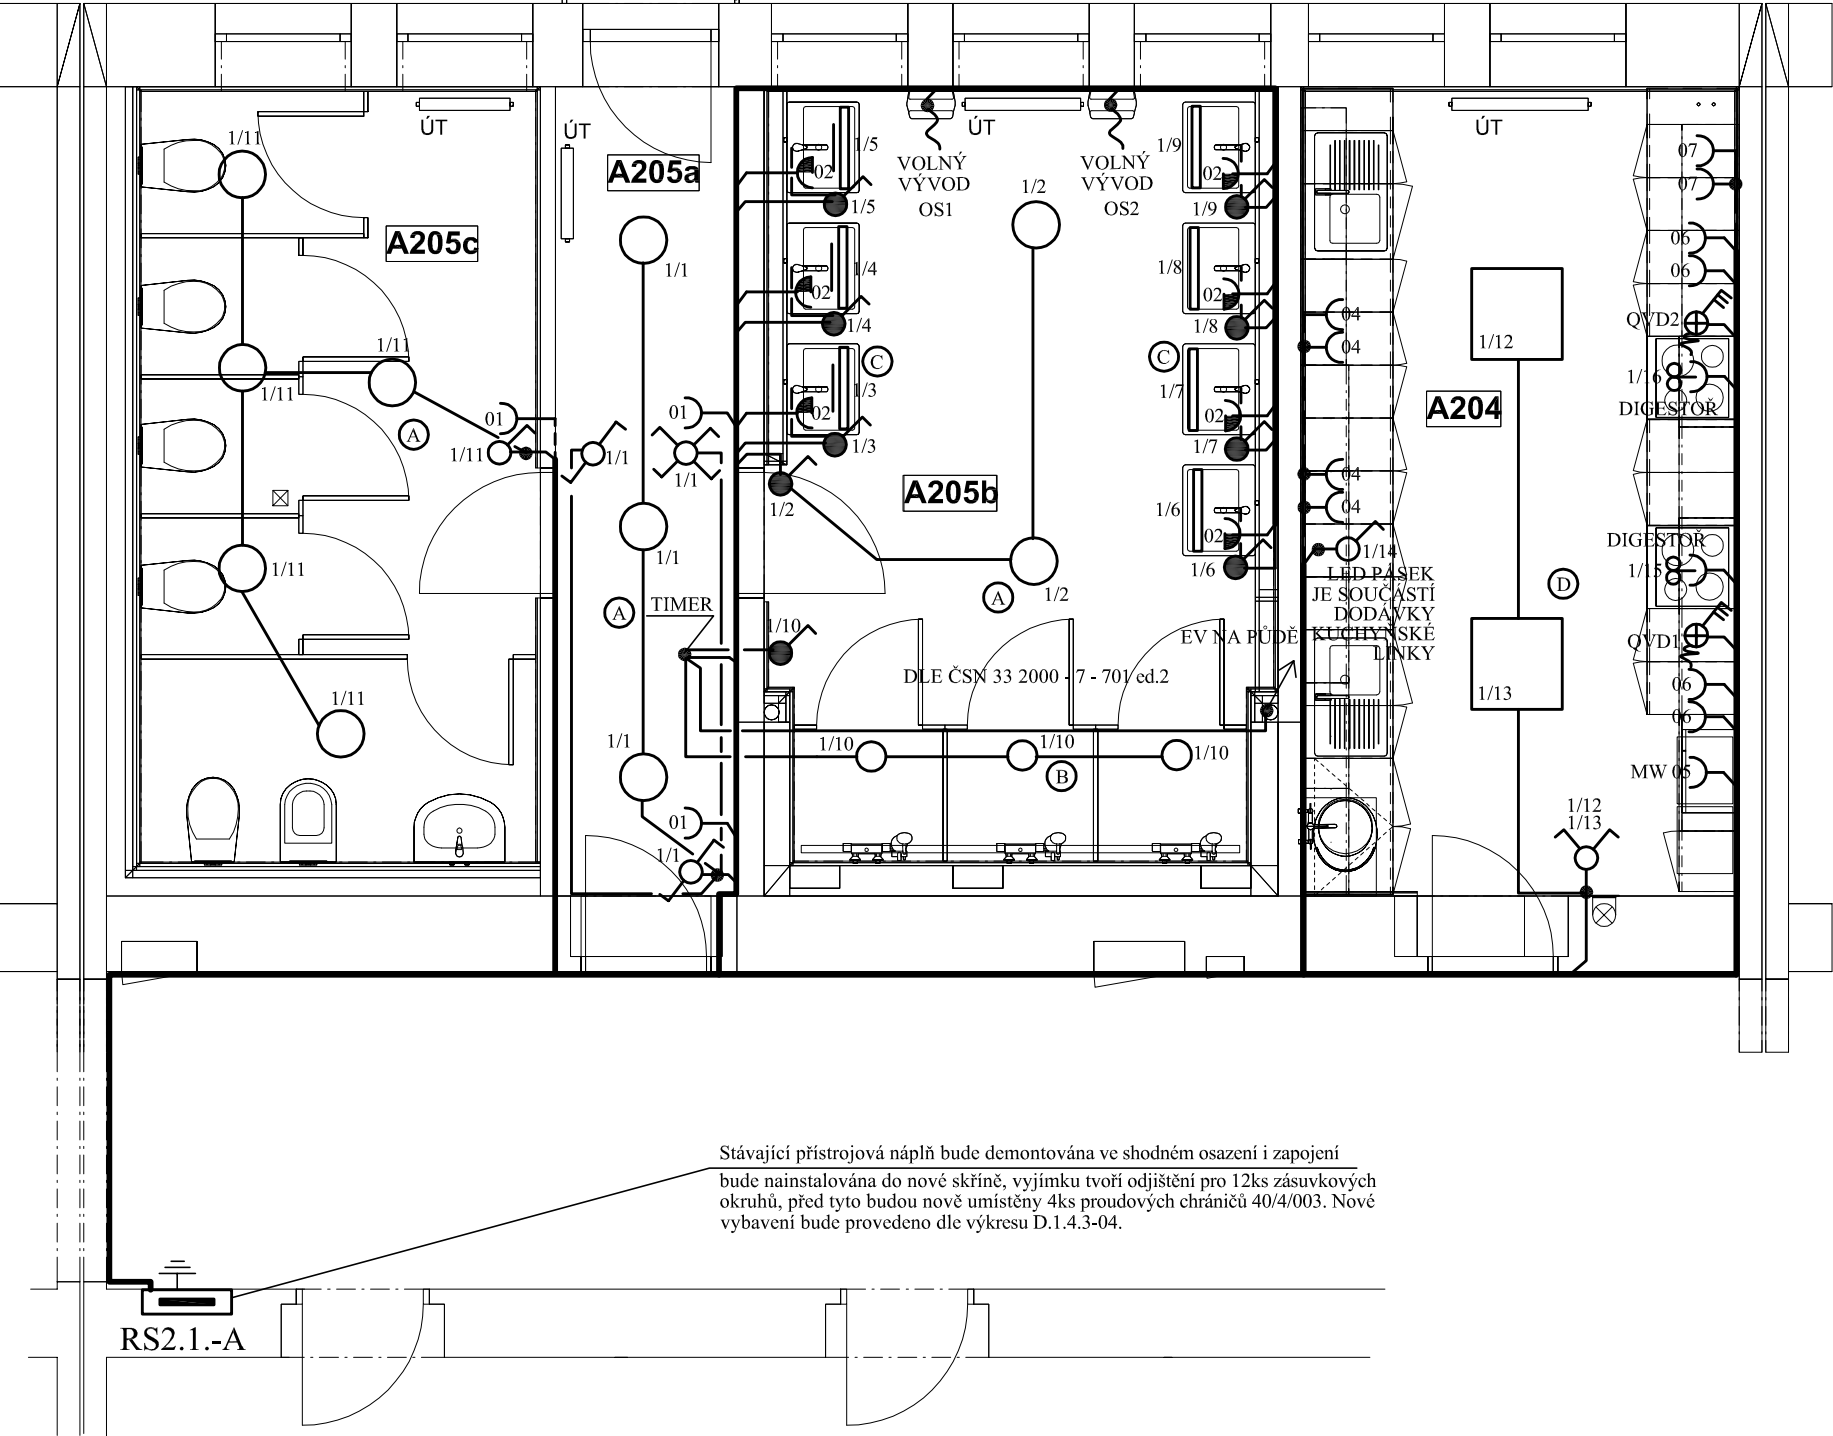 ÚT
ÚT
ÚT
ÚT
A205c
A205a
A205b
A204
1/11
1/11
1/11
1/11
1/11
1/11
01
A
1/1
1/1
1/1
1/1
1/1
1/1
01
01
A
TIMER
VOLNÝ
VÝVOD
OS1
VOLNÝ
VÝVOD
OS2
1/5
02
1/5
1/4
02
1/4
C
1/3
02
1/3
1/2
1/2
1/2
A
1/9
02
1/9
1/8
02
1/8
C
1/7
02
1/7
1/6
02
1/6
1/10
EV NA PŮDĚ
DLE ČSN 33 2000 - 7 - 701 ed.2
1/10
1/10
1/10
B
04
04
04
04
1/14
LED PÁSEK
JE SOUČÁSTÍ
DODÁVKY
KUCHYŇSKÉ
LINKY
1/12
1/13
D
07
07
06
06
QVD2
1/16
DIGESTOŘ
DIGESTOŘ
1/15
QVD1
06
06
MW 05
1/12
1/13
Stávající přístrojová náplň bude demontována ve shodném osazení i zapojení
bude nainstalována do nové skříně, vyjímku tvoří odjištění pro 12ks zásuvkových
okruhů, před tyto budou nově umístěny 4ks proudových chráničů 40/4/003. Nové
vybavení bude provedeno dle výkresu D.1.4.3-04.
RS2.1.-A